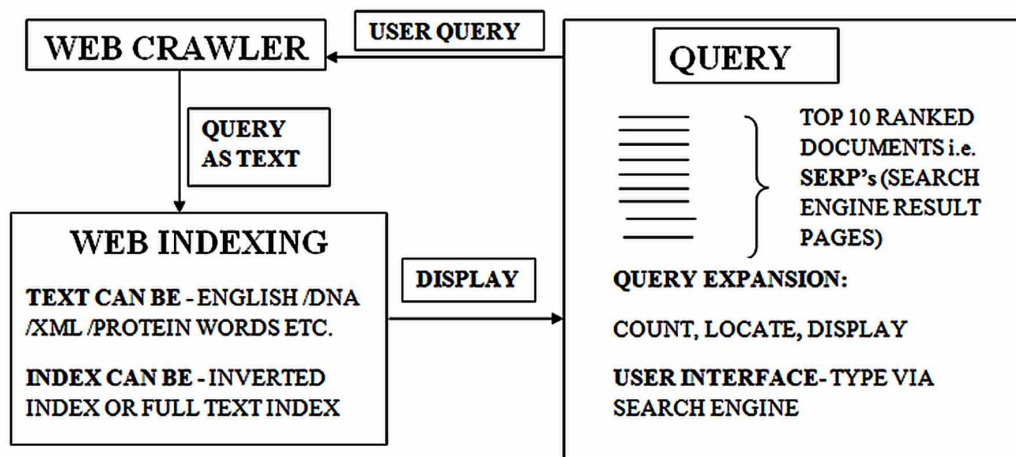 WEB CRAWLER
USER QUERY
QUERY
QUERY
AS TEXT
TOP 10 RANKED
DOCUMENTS i.e.
SERP's (SEARCH
ENGINE RESULT
PAGES)
WEB INDEXING
TEXT CAN BE - ENGLISH /DNA
/XML /PROTEIN WORDS ETC.
INDEX CAN BE - INVERTED
INDEX OR FULL TEXT INDEX
DISPLAY
QUERY EXPANSION:
COUNT, LOCATE, DISPLAY
USER INTERFACE- TYPE VIA
SEARCH ENGINE